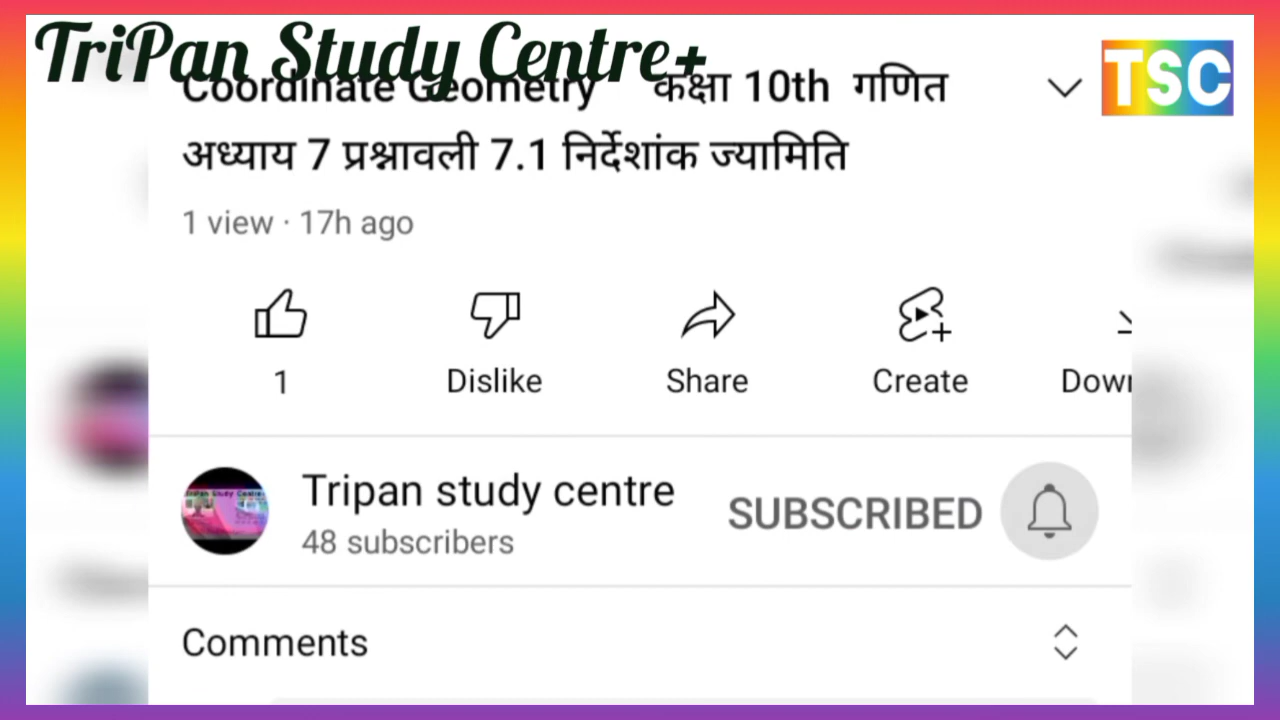 TriPan Study Centre+
TSC
Coordinate Geometry कक्षा 10th गणित
अध्याय 7 प्रश्नावली 7.1 निर्देशांक ज्यामिति
1 view · 17h ago
1 Dislike Share Create Down
Tripan study centre
SUBSCRIBED
48 subscribers
Comments